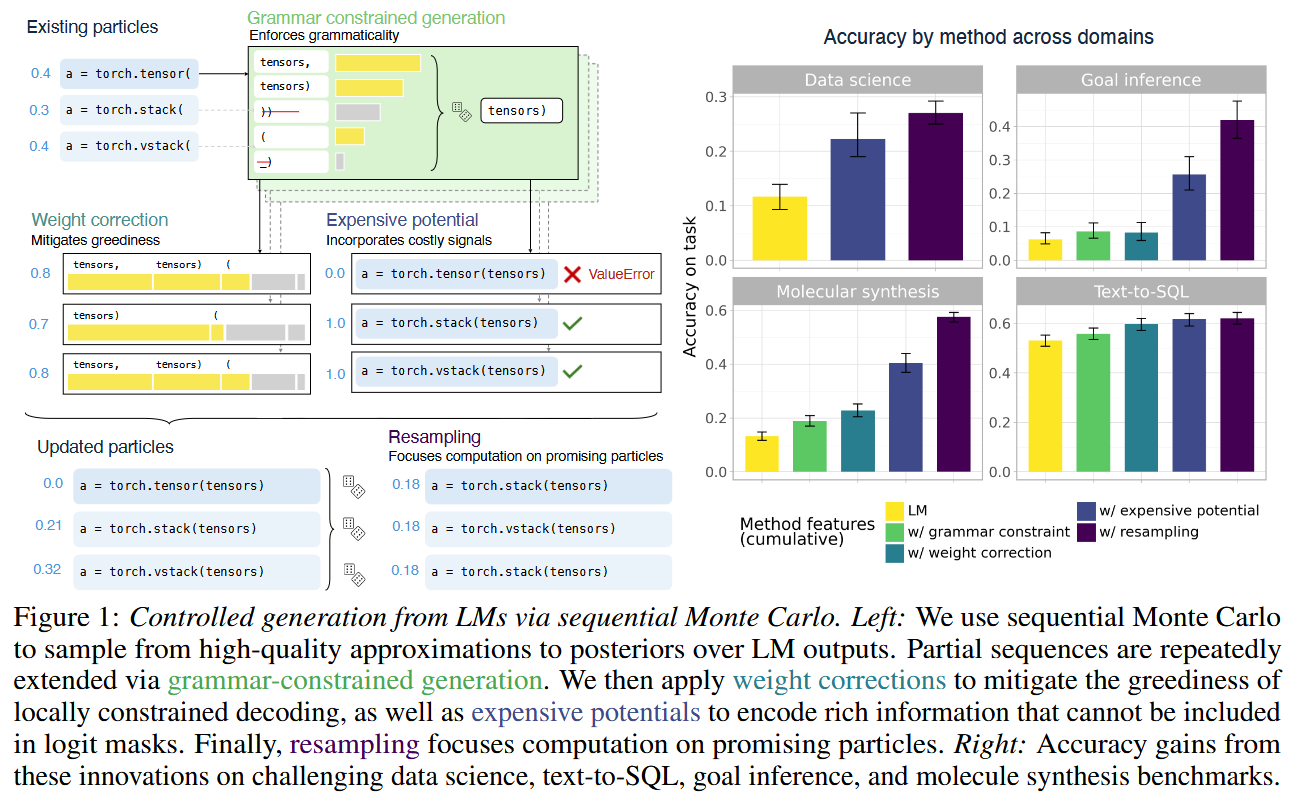 Existing particles
0.4 a = torch.tensor(
0.3 a = torch.stack(
0.4 a = torch.vstack(
Grammar constrained generation
Enforces grammaticality
tensors,
tensors)
))
(
_)
tensors)
Weight correction
Mitigates greediness
0.8 tensors, tensors) (
0.7 tensors) (
0.8 tensors, tensors) (
Expensive potential
Incorporates costly signals
0.0 a = torch.tensor(tensors) ValueError
1.0 a = torch.stack(tensors)
1.0 a = torch.vstack(tensors)
Updated particles
0.0 a = torch.tensor(tensors)
0.21 a = torch.stack(tensors)
0.32 a = torch.vstack(tensors)
Resampling
Focuses computation on promising particles
0.18 a = torch.stack(tensors)
0.18 a = torch.vstack(tensors)
0.18 a = torch.stack(tensors)
Accuracy by method across domains
Accuracy on task
Data science
0.3
0.2
0.1
0.0
Goal inference
0.4
0.3
0.2
0.1
0.0
Molecular synthesis
0.6
0.4
0.2
0.0
Text-to-SQL
0.6
0.4
0.2
0.0
Method features
(cumulative)
LM
w/ grammar constraint
w/ weight correction
w/ expensive potential
w/ resampling
Figure 1: Controlled generation from LMs via sequential Monte Carlo. Left: We use sequential Monte Carlo
to sample from high-quality approximations to posteriors over LM outputs. Partial sequences are repeatedly
extended via grammar-constrained generation. We then apply weight corrections to mitigate the greediness of
locally constrained decoding, as well as expensive potentials to encode rich information that cannot be included
in logit masks. Finally, resampling focuses computation on promising particles. Right: Accuracy gains from
these innovations on challenging data science, text-to-SQL, goal inference, and molecule synthesis benchmarks.